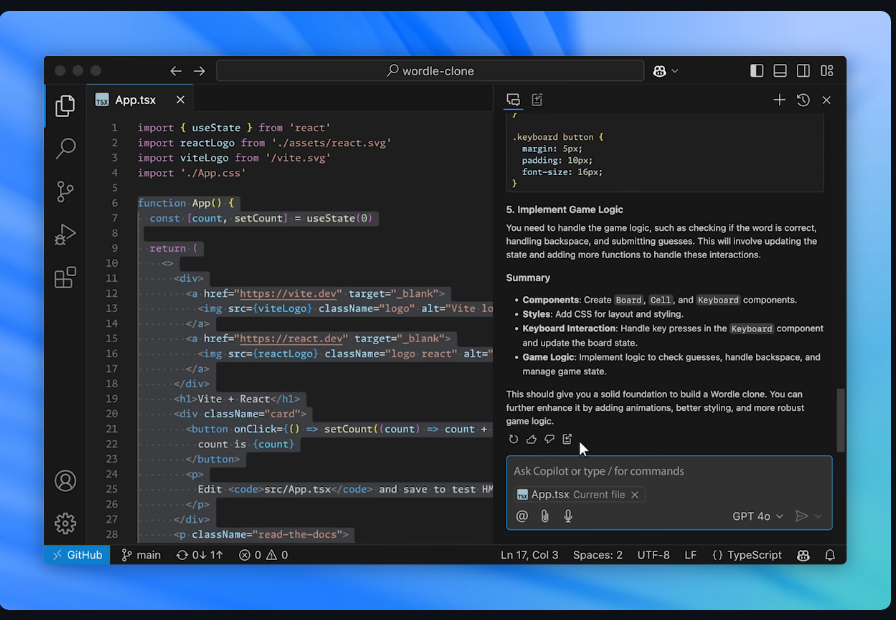 wordle-clone
TSX App.tsx
1 import { useState } from 'react'
2 import reactLogo from './assets/react.svg'
3 import viteLogo from '/vite.svg'
4 import './App.css'
5
6 function App() {
7 const [count, setCount] = useState(0)
8
9 return (
10 <>
11 <div>
12 <a href="https://vite.dev" target="_blank">
13 <img src={viteLogo} className="logo" alt="Vite lo
14 </a>
15 <a href="https://react.dev" target="_blank">
16 <img src={reactLogo} className="logo react" alt="
17 </a>
18 </div>
19 <h1>Vite + React</h1>
20 <div className="card">
21 <button onClick={() => setCount((count) => count +
22 count is {count}
23 </button>
24 <p>
25 Edit <code>src/App.tsx</code> and save to test HM
26 </p>
27 </div>
28 <p className="read-the-docs">
}
.keyboard button {
margin: 5px;
padding: 10px;
font-size: 16px;
}
5. Implement Game Logic
You need to handle the game logic, such as checking if the word is correct,
handling backspace, and submitting guesses. This will involve updating the
state and adding more functions to handle these interactions.
Summary
• Components: Create Board, Cell, and Keyboard components.
• Styles: Add CSS for layout and styling.
• Keyboard Interaction: Handle key presses in the Keyboard component
and update the board state.
• Game Logic: Implement logic to check guesses, handle backspace, and
manage game state.
This should give you a solid foundation to build a Wordle clone. You can
further enhance it by adding animations, better styling, and more robust
game logic.
Ask Copilot or type / for commands
TSX App.tsx Current file
@ GPT 4o
GitHub main 0↓ 1↑ 0 0 Ln 17, Col 3 Spaces: 2 UTF-8 LF {} TypeScript